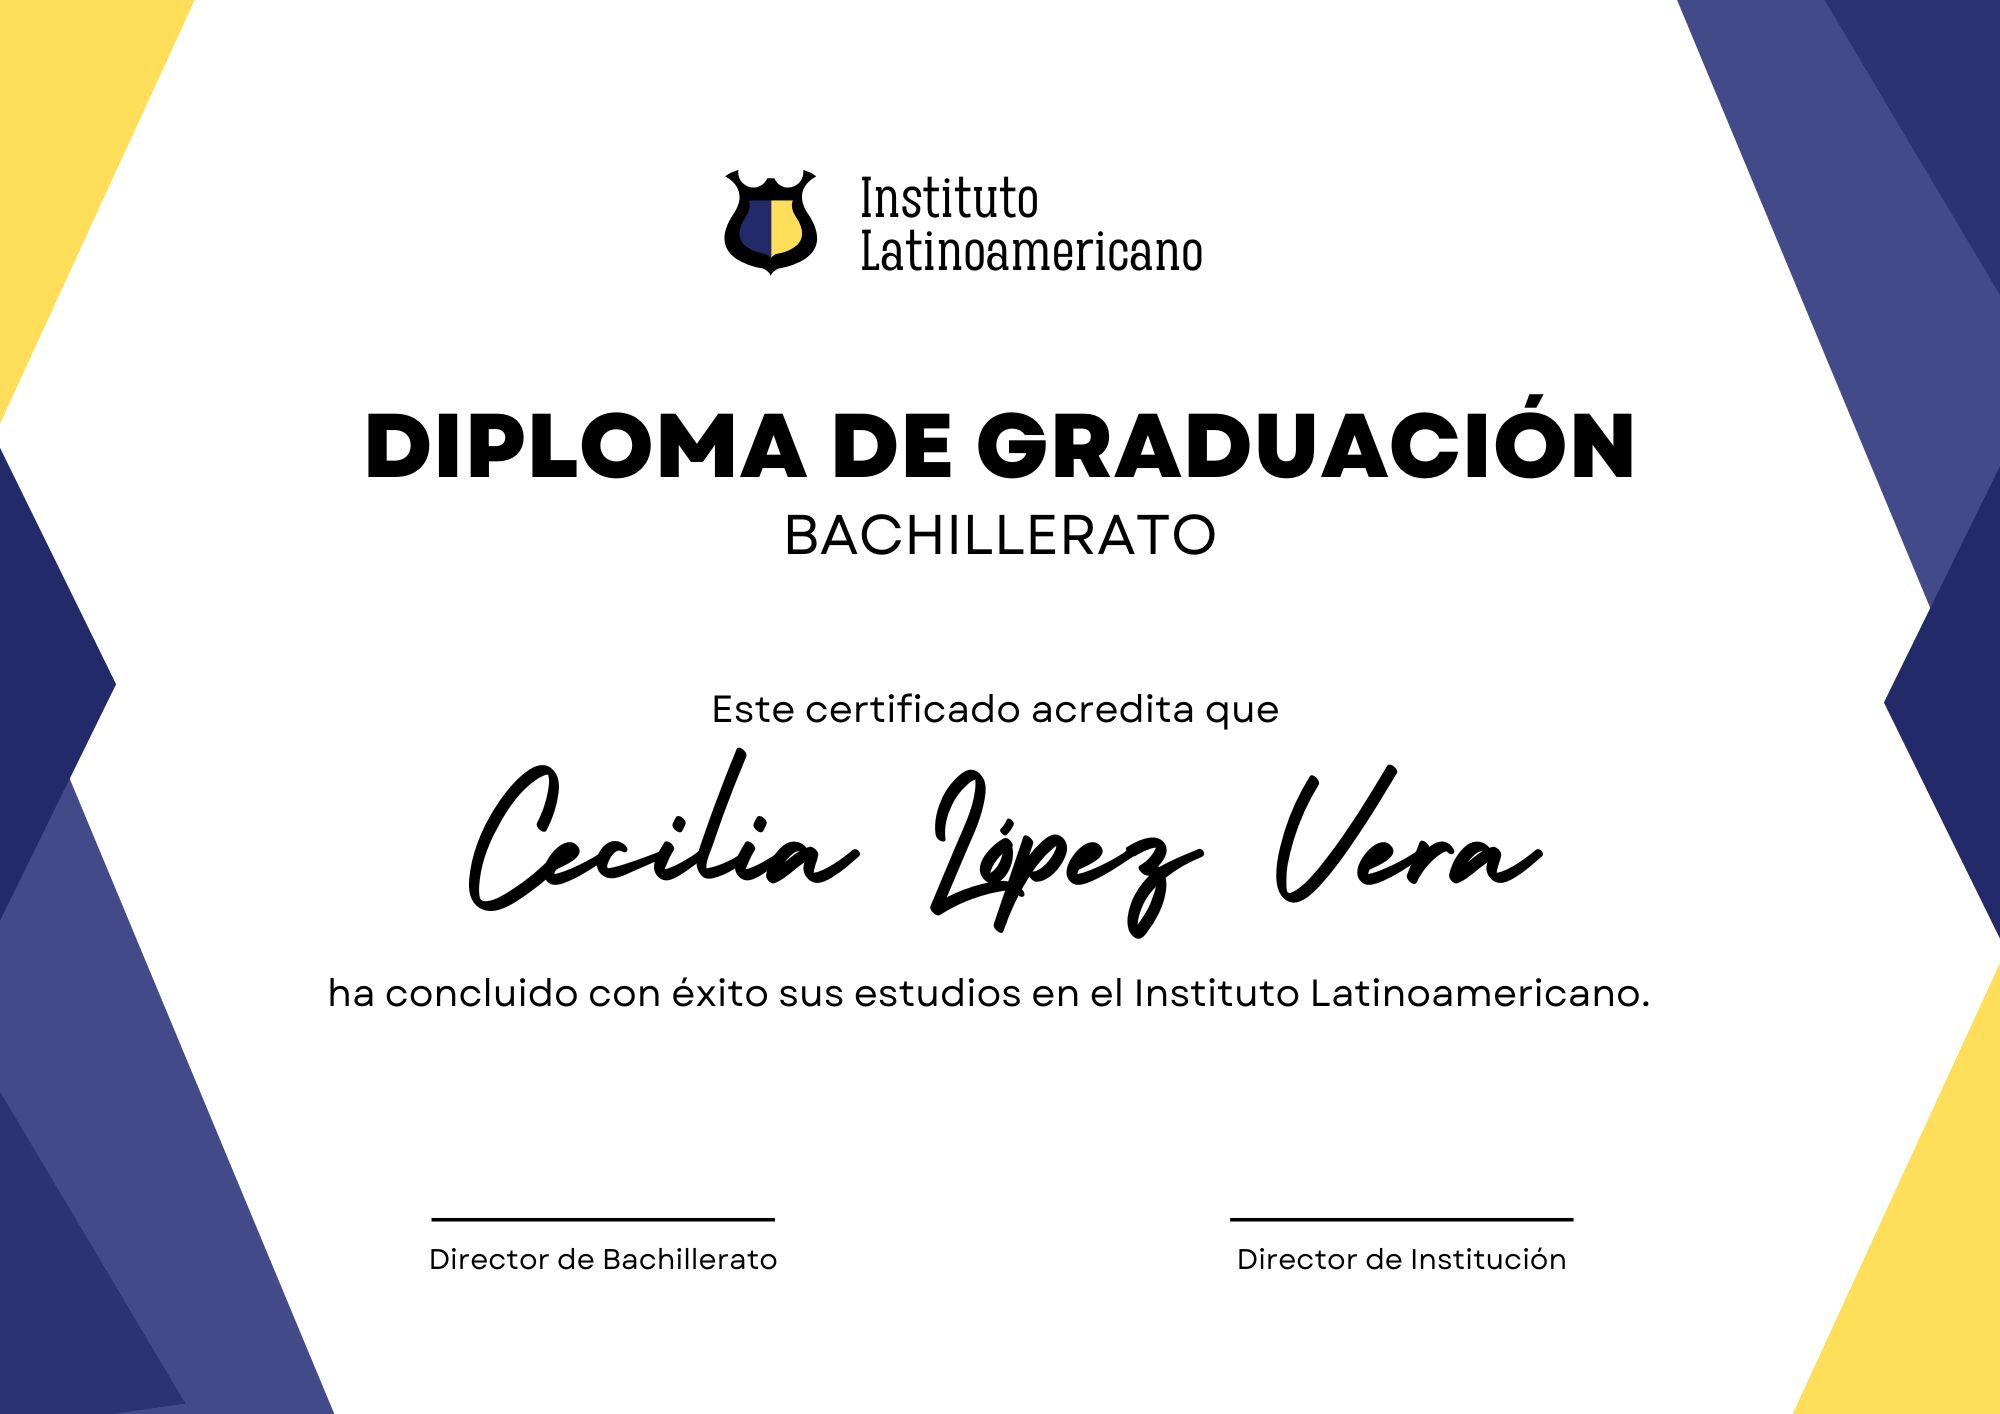 Instituto
Latinoamericano
DIPLOMA DE GRADUACIÓN
BACHILLERATO
Este certificado acredita que
Cecilia López Vera
ha concluido con éxito sus estudios en el Instituto Latinoamericano.
Director de Bachillerato
Director de Institución